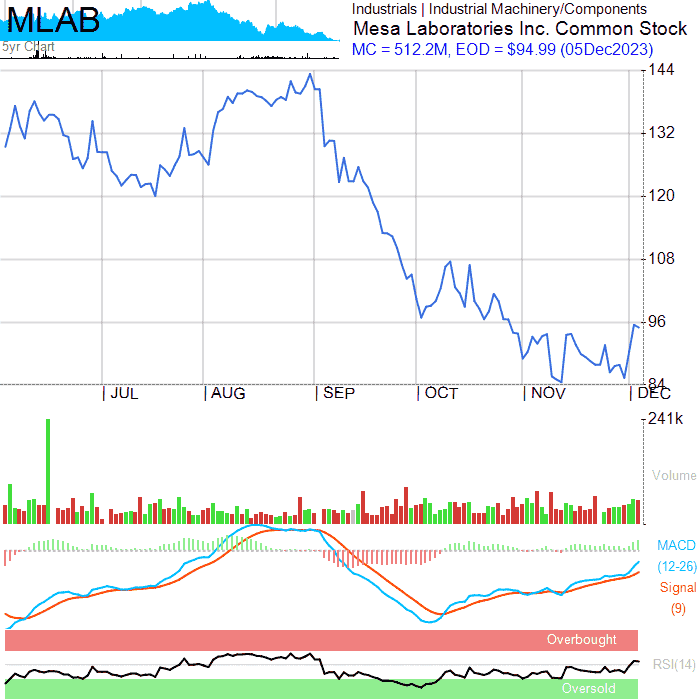 MLAB
5yr Chart
Industrials | Industrial Machinery/Components
Mesa Laboratories Inc. Common Stock
MC = 512.2M, EOD = $94.99 (05Dec2023)
144
132
120
108
96
84
| JUL | AUG | SEP | OCT | NOV | DEC
241k
Volume
MACD
(12-26)
Signal
(9)
Overbought
RSI(14)
Oversold